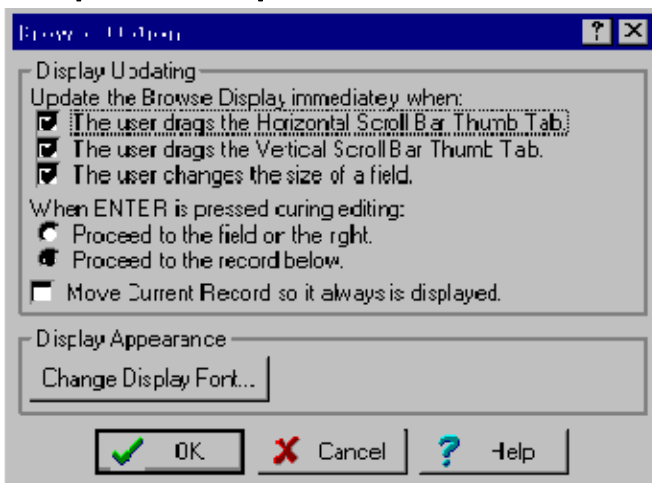 Display Updating
Update the Browse Display immediately when:
The user drags the Horizontal Scroll Bar Thumb Tab.
The user drags the Vertical Scroll Bar Thumb Tab.
The user changes the size of a field.
When ENTER is pressed during editing:
Proceed to the field on the right.
Proceed to the record below.
Move Current Record so it always is displayed.
Display Appearance
Change Display Font...
OK Cancel Help